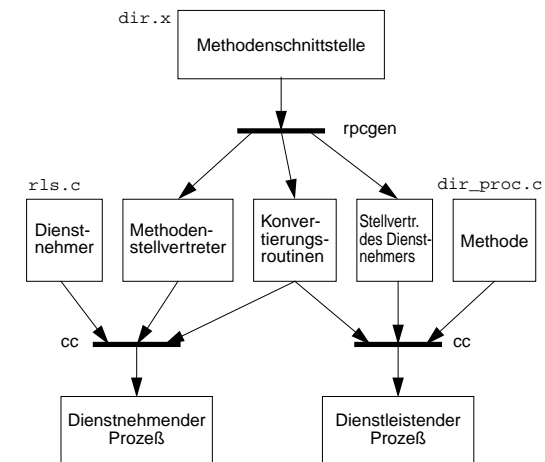 dir.x
Methodenschnittstelle
rpcgen
rls.c
dir_proc.c
Dienst-
nehmer
Methoden-
stellvertreter
Konver-
tierungs-
routinen
Stellvertr.
des Dienst-
nehmers
Methode
cc
cc
Dienstnehmender
Prozeß
Dienstleistender
Prozeß